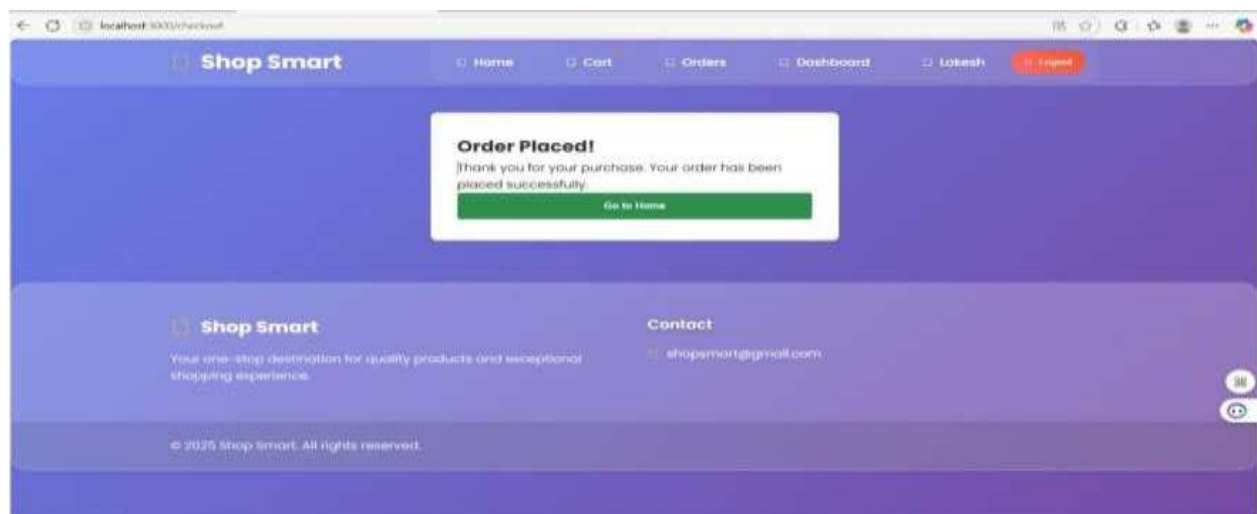 localhost:3000/checkout
Shop Smart
Home
Cart
Orders
Dashboard
Lokesh
Logout
Order Placed!
Thank you for your purchase. Your order has been
placed successfully.
Go to Home
Shop Smart
Contact
Your one-stop destination for quality products and exceptional
shopping experience.
shopsmart@gmail.com
© 2025 Shop Smart. All rights reserved.